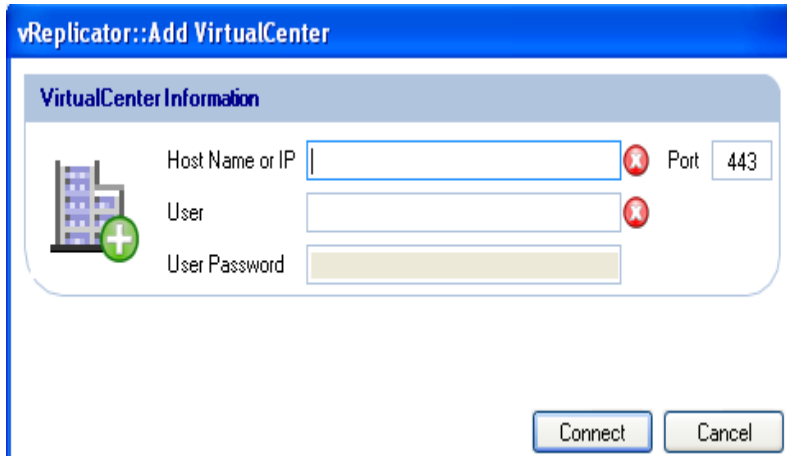 vReplicator::Add VirtualCenter
VirtualCenter Information
Host Name or IP Port 443
User
User Password
Connect Cancel